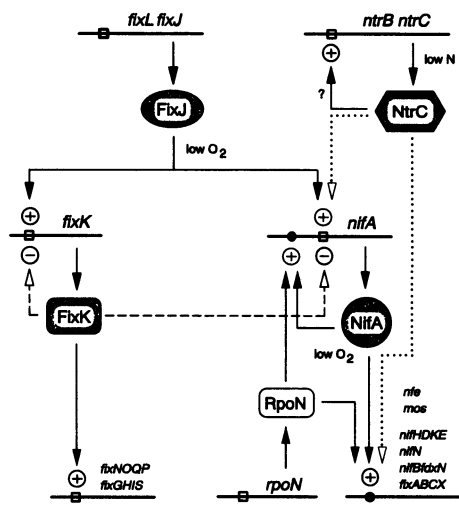 fixL fixJ
ntrB ntrC
+
low N
?
FixJ
NtrC
low O2
+
+
fixK
nifA
−
+
−
FixK
NifA
low O2
RpoN
nfe
mos
nifHDKE
nifN
nifBfdxN
fixABCX
+
fixNOQP
fixGHIS
rpoN
+